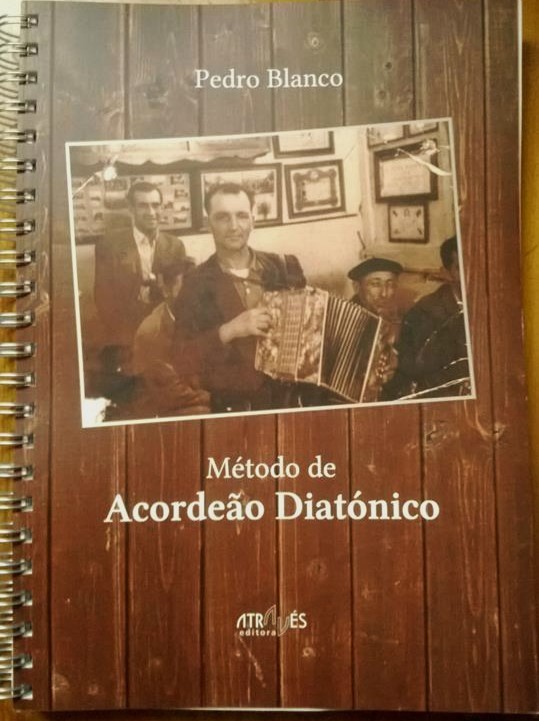 Pedro Blanco
Método de
Acordeão Diatónico
ATRAVÉS
editora